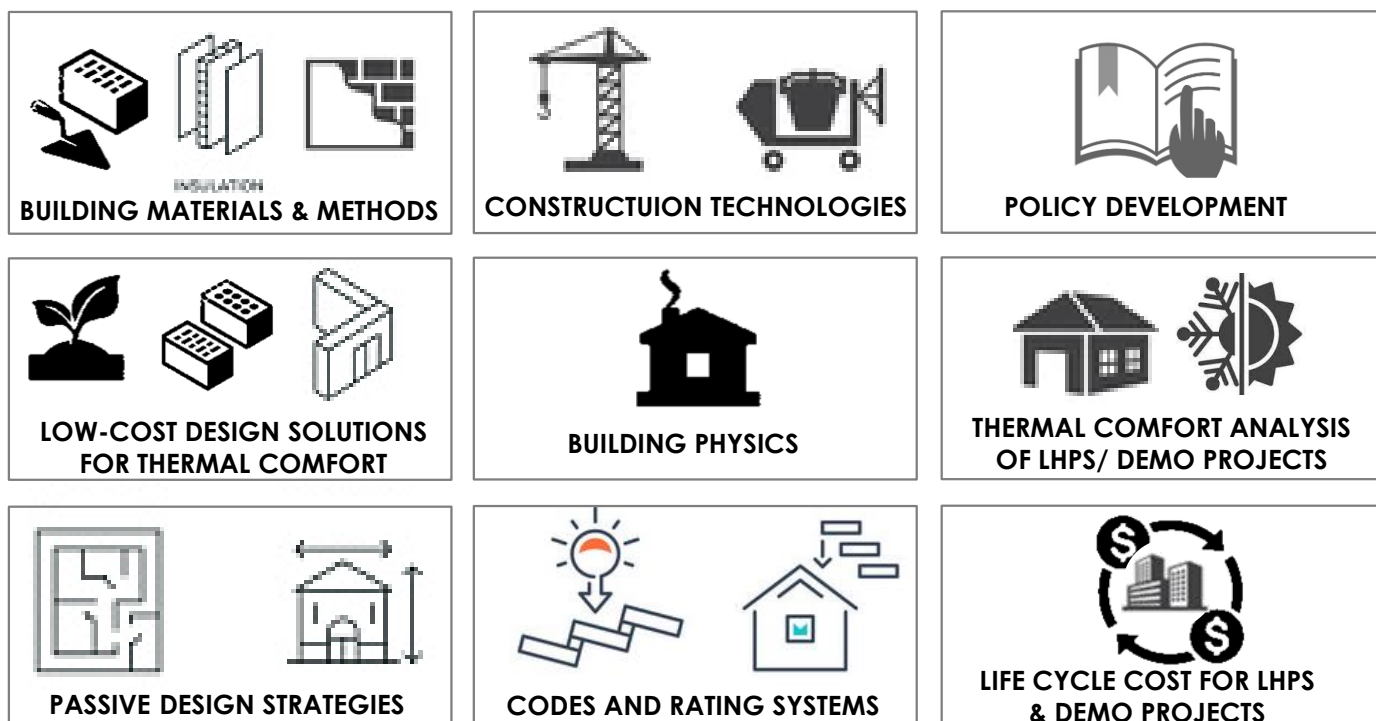 INSULATION
BUILDING MATERIALS & METHODS
CONSTRUCTUION TECHNOLOGIES
POLICY DEVELOPMENT
LOW-COST DESIGN SOLUTIONS
FOR THERMAL COMFORT
BUILDING PHYSICS
THERMAL COMFORT ANALYSIS
OF LHPS/ DEMO PROJECTS
PASSIVE DESIGN STRATEGIES
CODES AND RATING SYSTEMS
$
$
LIFE CYCLE COST FOR LHPS
& DEMO PROJECTS